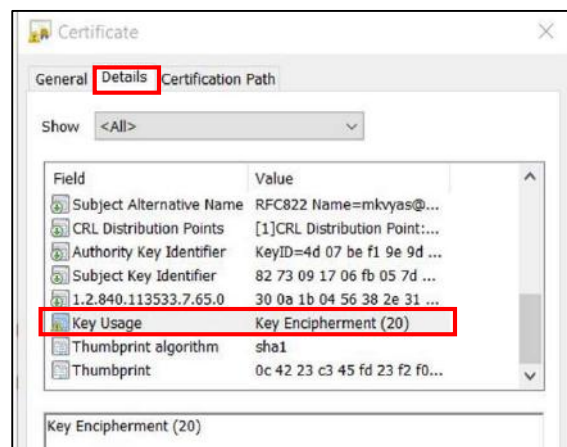 Certificate
General Details Certification Path
Show <All>
Field Value
Subject Alternative Name RFC822 Name=mkvyas@...
CRL Distribution Points [1]CRL Distribution Point:...
Authority Key Identifier KeyID=4d 07 be f1 9e 9d ...
Subject Key Identifier 82 73 09 17 06 fb 05 7d ...
1.2.840.113533.7.65.0 30 0a 1b 04 56 38 2e 31 ...
Key Usage Key Encipherment (20)
Thumbprint algorithm sha1
Thumbprint 0c 42 23 c3 45 fd 23 f2 f0...
Key Encipherment (20)